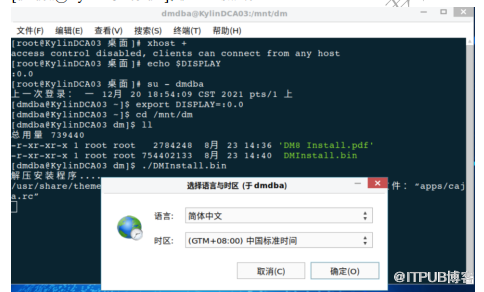 dmdba@KylinDCA03:/mnt/dm
文件(F) 编辑(E) 查看(V) 搜索(S) 终端(T) 帮助(H)
[root@KylinDCA03 桌面]# xhost +
access control disabled, clients can connect from any host
[root@KylinDCA03 桌面]# echo $DISPLAY
:0.0
[root@KylinDCA03 桌面]# su - dmdba
上一次登录： 一 12月 20 18:54:09 CST 2021 pts/1 上
[dmdba@KylinDCA03 ~]$ export DISPLAY=:0.0
[dmdba@KylinDCA03 ~]$ cd /mnt/dm
[dmdba@KylinDCA03 dm]$ ll
总用量 739440
-r-xr-xr-x 1 root root 2784248 8月 23 14:36 'DM8 Install.pdf'
-r-xr-xr-x 1 root root 754402133 8月 23 14:40 DMInstall.bin
[dmdba@KylinDCA03 dm]$ ./DMInstall.bin
解压安装程序....
/usr/share/theme
件： “apps/caj
a.rc”
选择语言与时区 (于 dmdba)
语言: 简体中文
时区: (GTM+08:00) 中国标准时间
取消(C) 确定(O)
@ITPUB博客